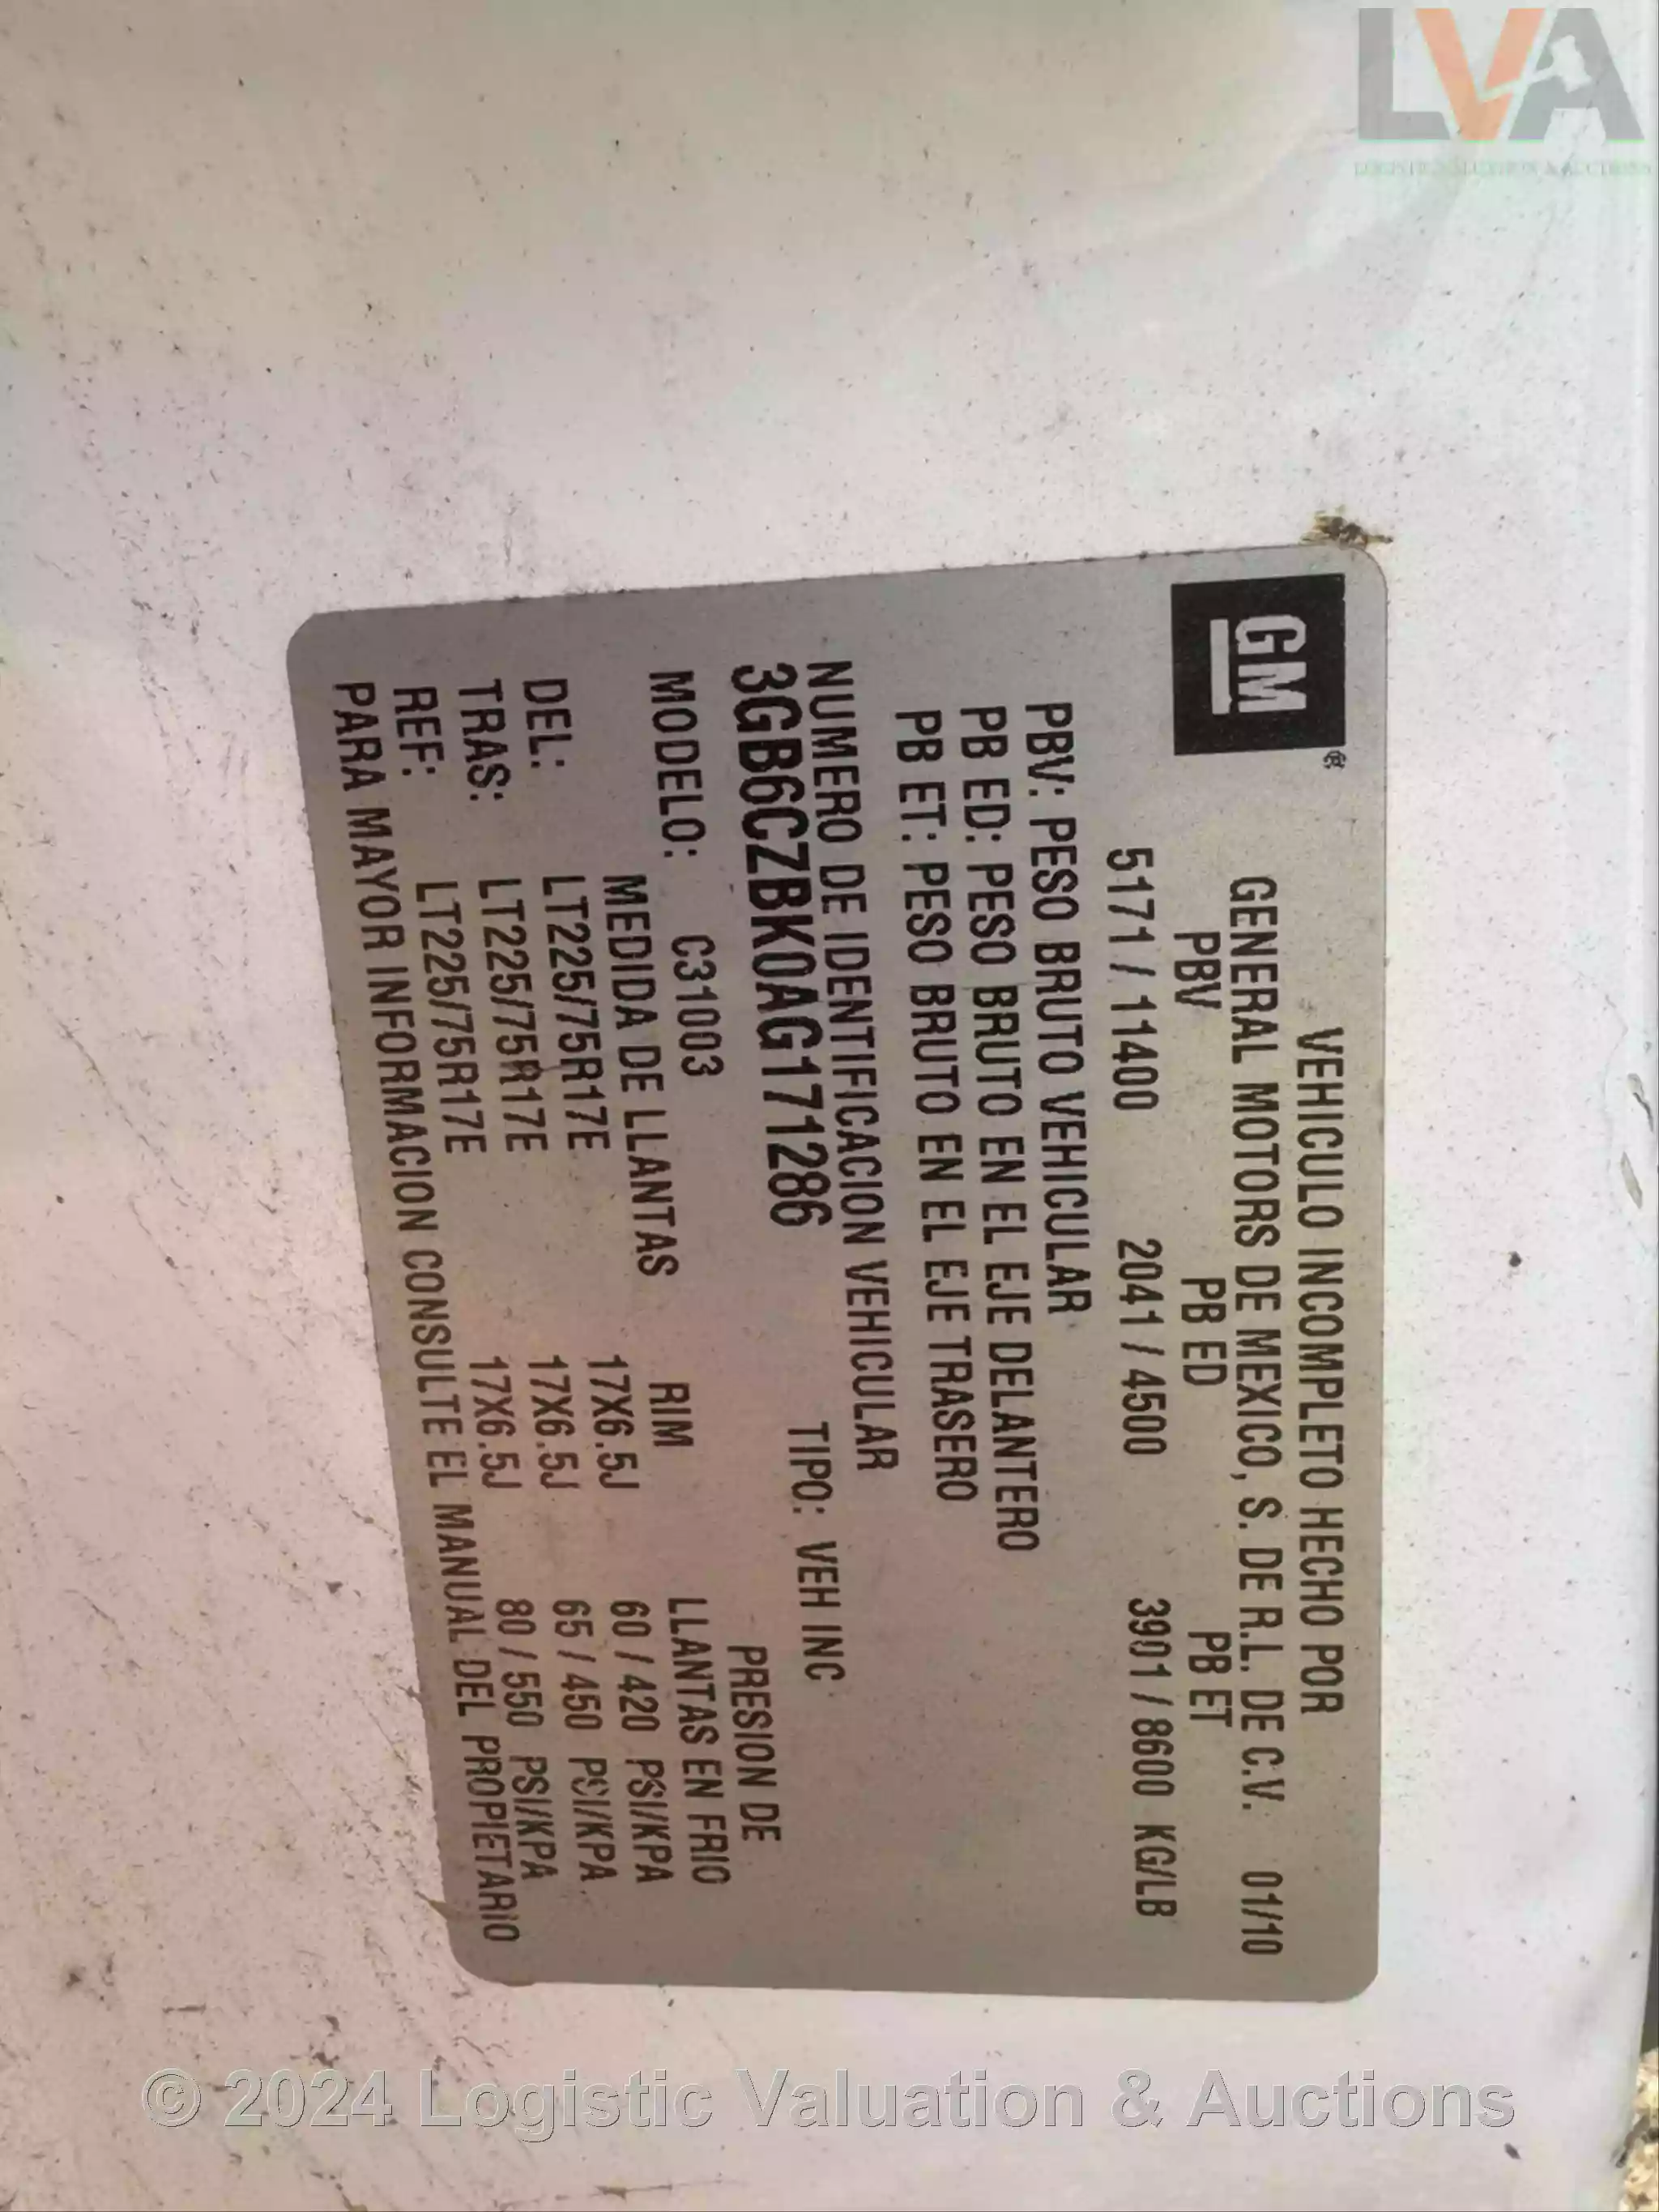 LVA
LOGISTIC VALUATION & AUCTIONS
GM ®
VEHICULO INCOMPLETO HECHO POR
GENERAL MOTORS DE MEXICO, S. DE R.L. DE C.V. 01/10
PBV PB ED PB ET
5171 / 11400 2041 / 4500 3901 / 8600 KG/LB
PBV: PESO BRUTO VEHICULAR
PB ED: PESO BRUTO EN EL EJE DELANTERO
PB ET: PESO BRUTO EN EL EJE TRASERO
NUMERO DE IDENTIFICACION VEHICULAR
3GB6CZBK0AG171286 TIPO: VEH INC
MODELO: C31003 PRESION DE
MEDIDA DE LLANTAS RIM LLANTAS EN FRIO
DEL: LT225/75R17E 17X6.5J 60 / 420 PSI/KPA
TRAS: LT225/75R17E 17X6.5J 65 / 450 PSI/KPA
REF: LT225/75R17E 17X6.5J 80 / 550 PSI/KPA
PARA MAYOR INFORMACION CONSULTE EL MANUAL DEL PROPIETARIO
© 2024 Logistic Valuation & Auctions